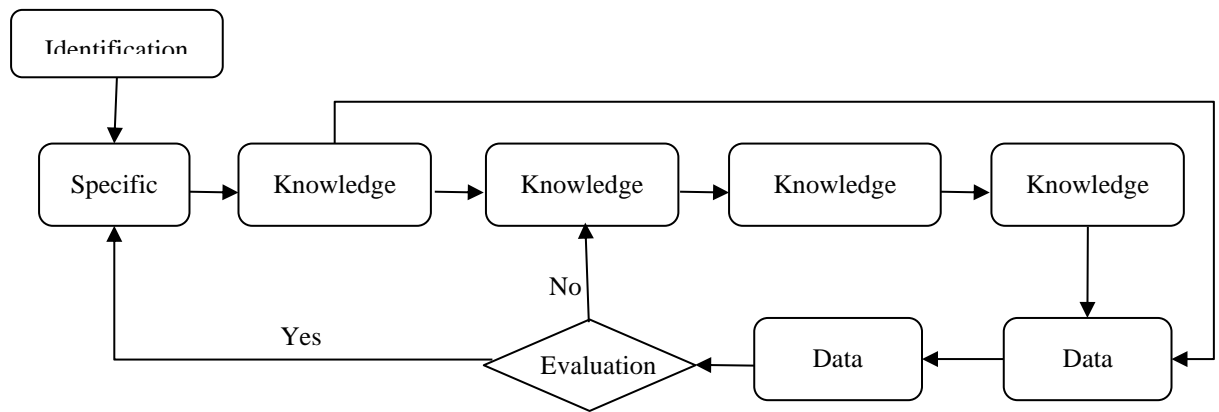 Identification
Specific
Knowledge
Knowledge
Knowledge
Knowledge
No
Yes
Evaluation
Data
Data